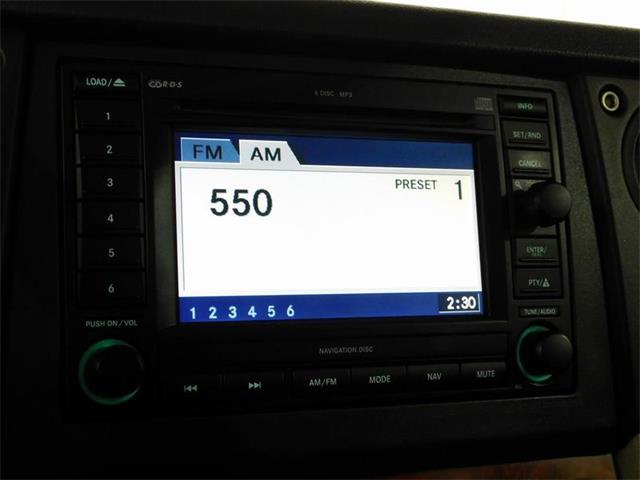 LOAD/⏏ R·D·S 6 DISC · MP3 INFO
1
2
3
4
5
6
FM AM
550 PRESET 1
1 2 3 4 5 6 2:30
SET/RND
CANCEL
ENTER/
PTY/
TUNE/AUDIO
PUSH ON/VOL
NAVIGATION DISC
AM/FM MODE NAV MUTE